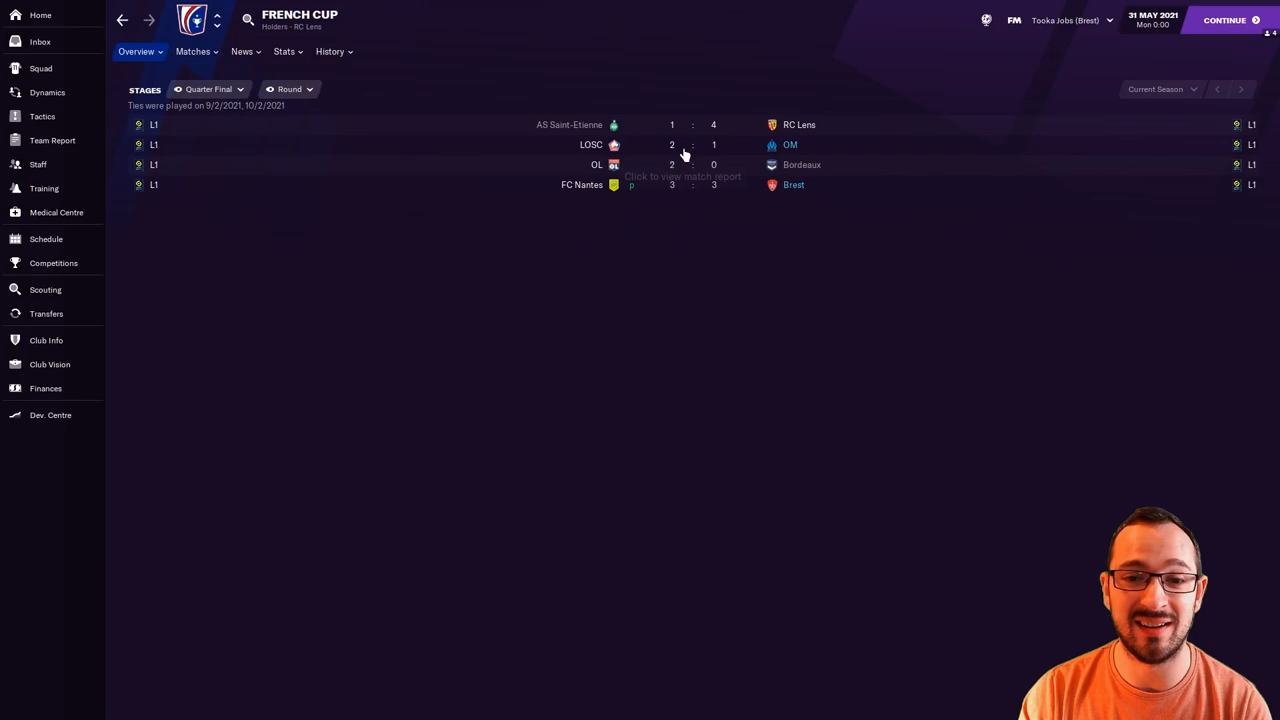 Home
Inbox
Squad
Dynamics
Tactics
Team Report
Staff
Training
Medical Centre
Schedule
Competitions
Scouting
Transfers
Club Info
Club Vision
Finances
Dev. Centre
FRENCH CUP
Holders - RC Lens
FM
Tooka Jobs (Brest)
31 MAY 2021
Mon 0:00
CONTINUE
4
Overview
Matches
News
Stats
History
STAGES
Quarter Final
Round
Current Season
Ties were played on 9/2/2021, 10/2/2021
L1 AS Saint-Etienne 1 : 4 RC Lens L1
L1 LOSC 2 : 1 OM L1
L1 OL 2 : 0 Bordeaux L1
Click to view match report
L1 FC Nantes p 3 : 3 Brest L1